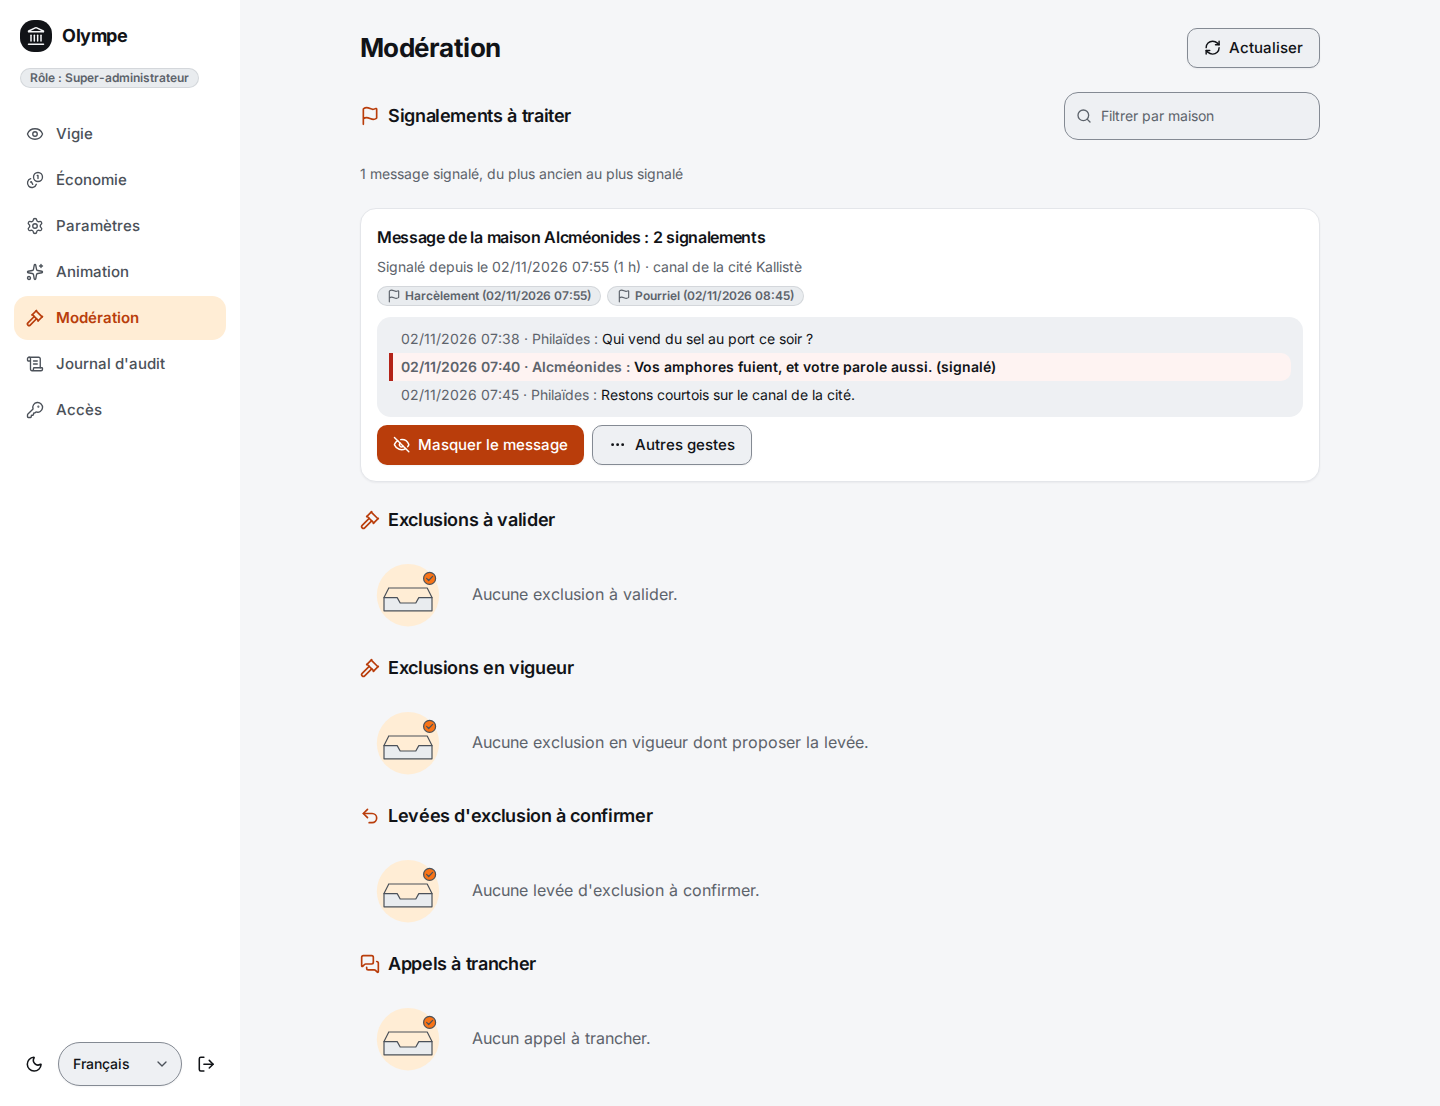 Olympe
Rôle : Super-administrateur
Vigie
Économie
Paramètres
Animation
Modération
Journal d'audit
Accès
Français
Modération
Actualiser
Signalements à traiter
Filtrer par maison
1 message signalé, du plus ancien au plus signalé
Message de la maison Alcméonides : 2 signalements
Signalé depuis le 02/11/2026 07:55 (1 h) · canal de la cité Kallistè
Harcèlement (02/11/2026 07:55)
Pourriel (02/11/2026 08:45)
02/11/2026 07:38 · Philaïdes : Qui vend du sel au port ce soir ?
02/11/2026 07:40 · Alcméonides : Vos amphores fuient, et votre parole aussi. (signalé)
02/11/2026 07:45 · Philaïdes : Restons courtois sur le canal de la cité.
Masquer le message
Autres gestes
Exclusions à valider
Aucune exclusion à valider.
Exclusions en vigueur
Aucune exclusion en vigueur dont proposer la levée.
Levées d'exclusion à confirmer
Aucune levée d'exclusion à confirmer.
Appels à trancher
Aucun appel à trancher.